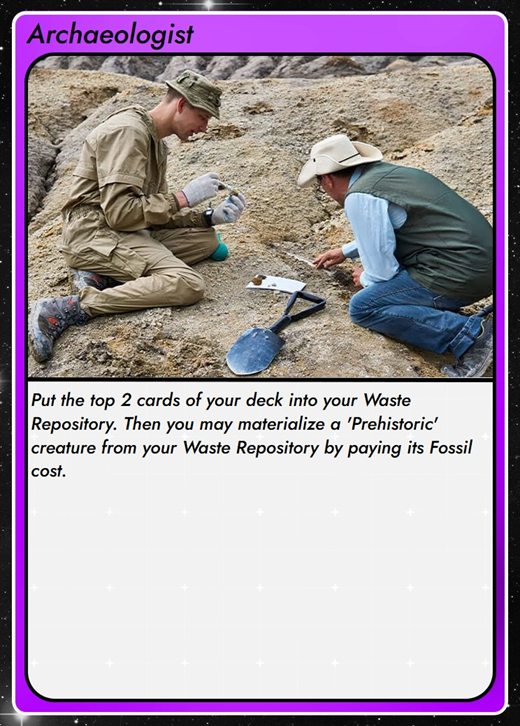 Archaeologist
Put the top 2 cards of your deck into your Waste
Repository. Then you may materialize a 'Prehistoric'
creature from your Waste Repository by paying its Fossil
cost.